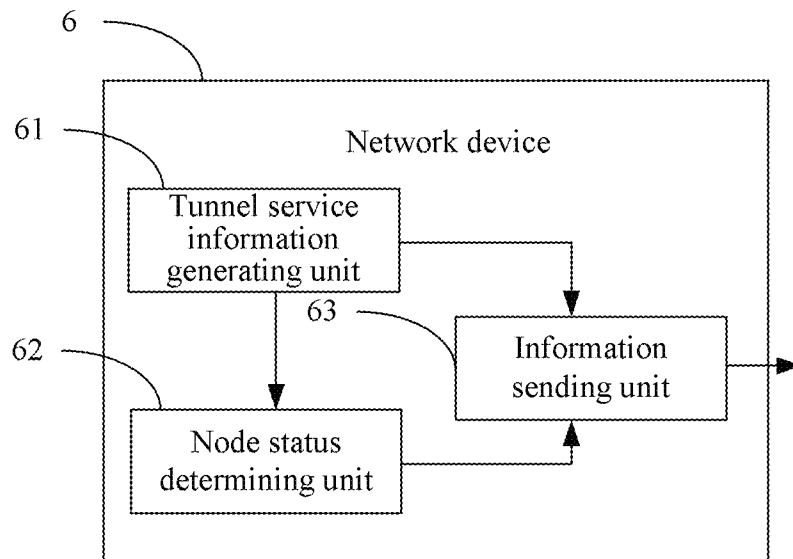 6
61
Network device
Tunnel service
information
generating unit
63
62
Information
sending unit
Node status
determining unit